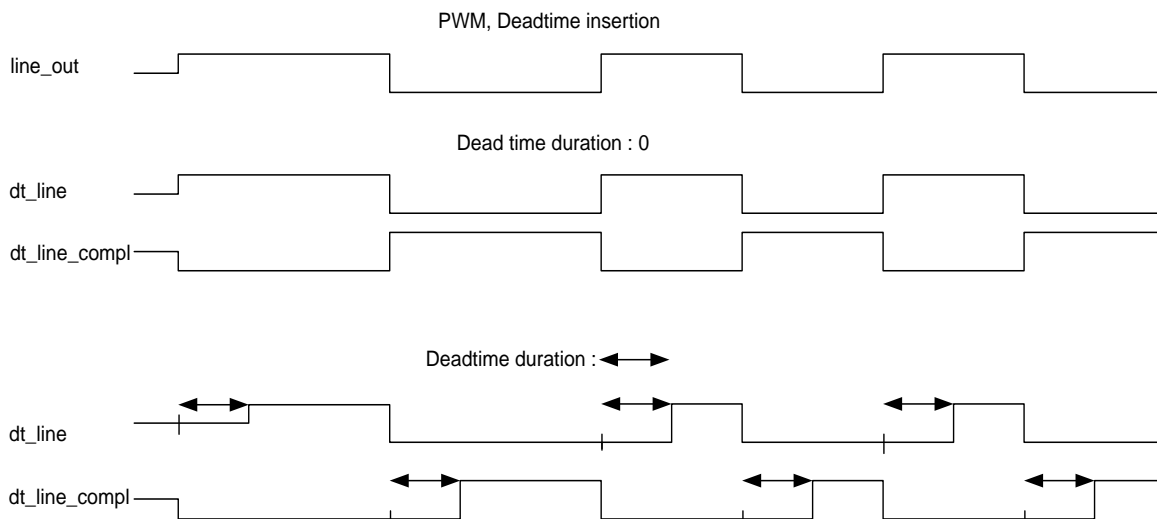 PWM, Deadtime insertion
line_out
Dead time duration : 0
dt_line
dt_line_compl
Deadtime duration :
dt_line
dt_line_compl